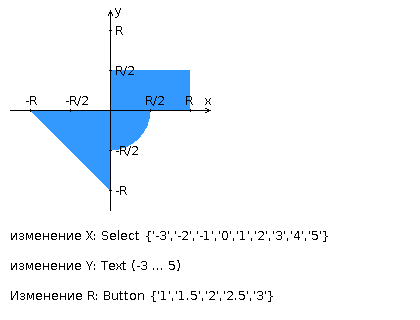 y
R
R/2
-R -R/2 R/2 R x
-R/2
-R
изменение X: Select {'-3','-2','-1','0','1','2','3','4','5'}
изменение Y: Text (-3 ... 5)
Изменение R: Button {'1','1.5','2','2.5','3'}